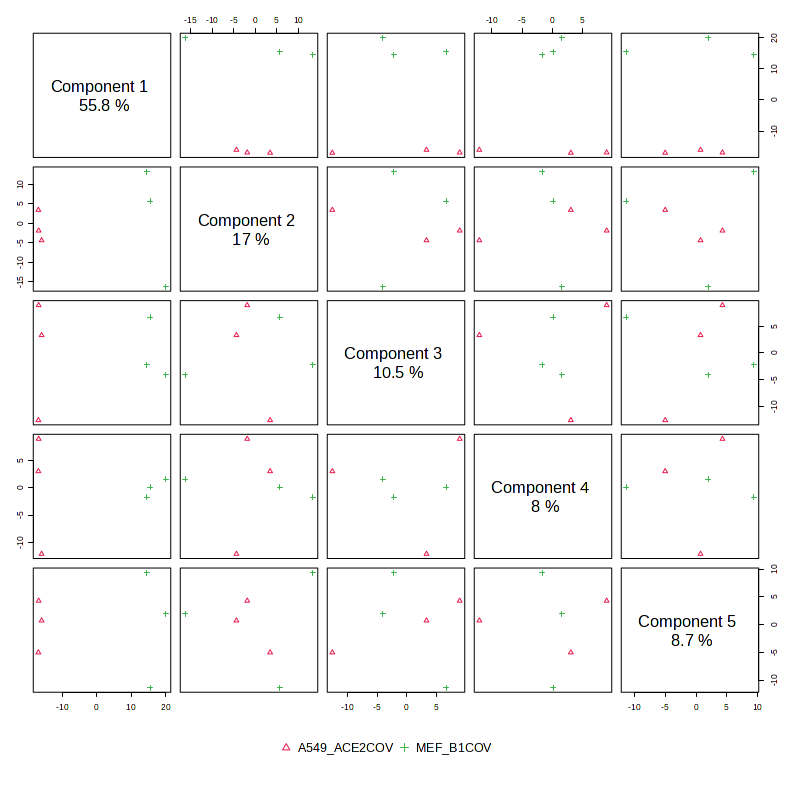 -15 -10 -5 0 5 10
-10 -5 0 5
Component 1
55.8 %
-10 0 10 20
-15 -10 -5 0 5 10
Component 2
17 %
Component 3
10.5 %
-10 -5 0 5
-10 -5 0 5
Component 4
8 %
Component 5
8.7 %
-10 -5 0 5 10
-10 0 10 20
-10 -5 0 5
-10 -5 0 5 10
A549_ACE2COV MEF_B1COV